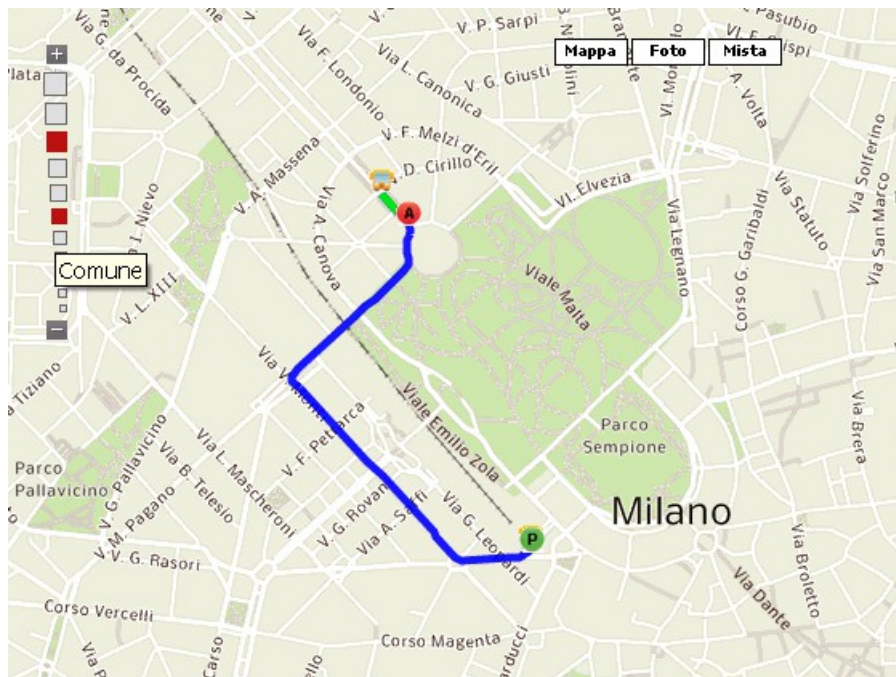 V. P. Sarpi
Pasubio
Via G. da Procida
Via F. Londonio
Via L. Canonica
V. G. Giusti
Mappa
Foto
Mista
A. Volta
Plata
Via Solferino
Via San Marco
V. F. Melzi d'Eril
D. Cirillo
V. A. Massena
Via A. Canova
Vl. Elvezia
Via Legnano
Via Statuto
Corso G. Garibaldi
I. Nievo
A
Comune
V. L. XIII
Viale Malta
Via V. Monti
Tiziano
V. F. Petrarca
Viale Emilio Zola
Parco
Sempione
Via Brera
Parco
Pallavicino
V. G. Pallavicino
Via B. Telesio
Via L. Mascheroni
V. M. Pagano
V. G. Rovani
Via A. Saffi
Via G. Leopardi
P
Milano
V. G. Rasori
Via Broletto
Via Dante
Corso Vercelli
Corso Magenta